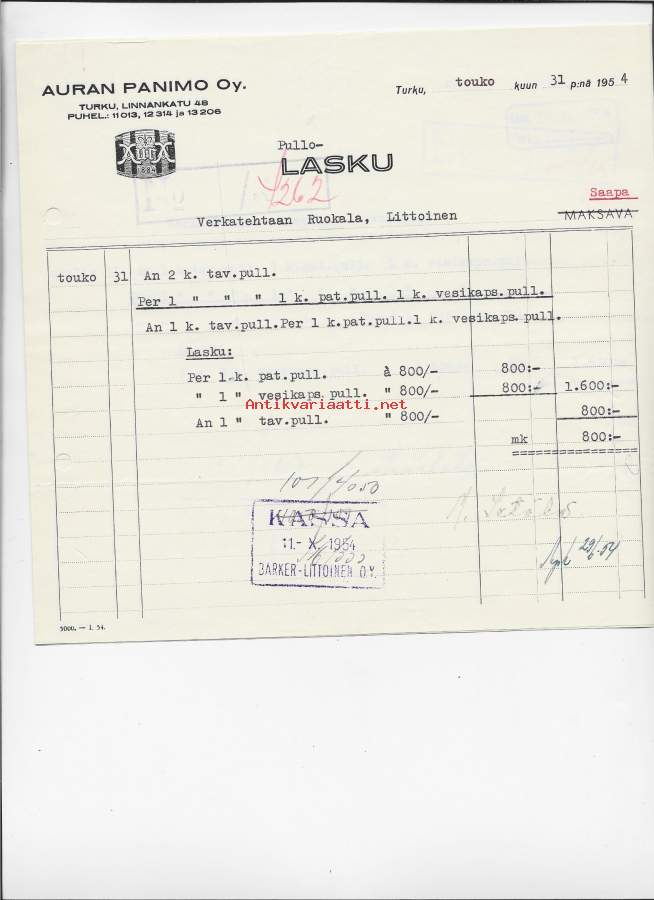 AURAN PANIMO Oy.
TURKU, LINNANKATU 48
PUHEL.: 11 013, 12 314 ja 13 206
AURA
1884
Turku, touko kuun 31 p:nä 1954
Pullo-
LASKU
4262
Saapa
Verkatehtaan Ruokala, Littoinen MAKSAVA
touko 31 An 2 k. tav.pull.
Per 1 " " " 1 k. pat.pull. 1 k. vesikaps.pull.
An 1 k. tav.pull.Per 1 k.pat.pull.1 k. vesikaps.pull.
Lasku:
Per 1 k. pat.pull. à 800/- 800:-
" 1 " vesikaps.pull. " 800/- 800:- 1.600:-
An 1 " tav.pull. " 800/- 800:-
mk 800:-
Antikvariaatti.net
KASSA
11.- X. 1954
BARKER-LITTOINEN O.Y.
5000. — 1. 54.